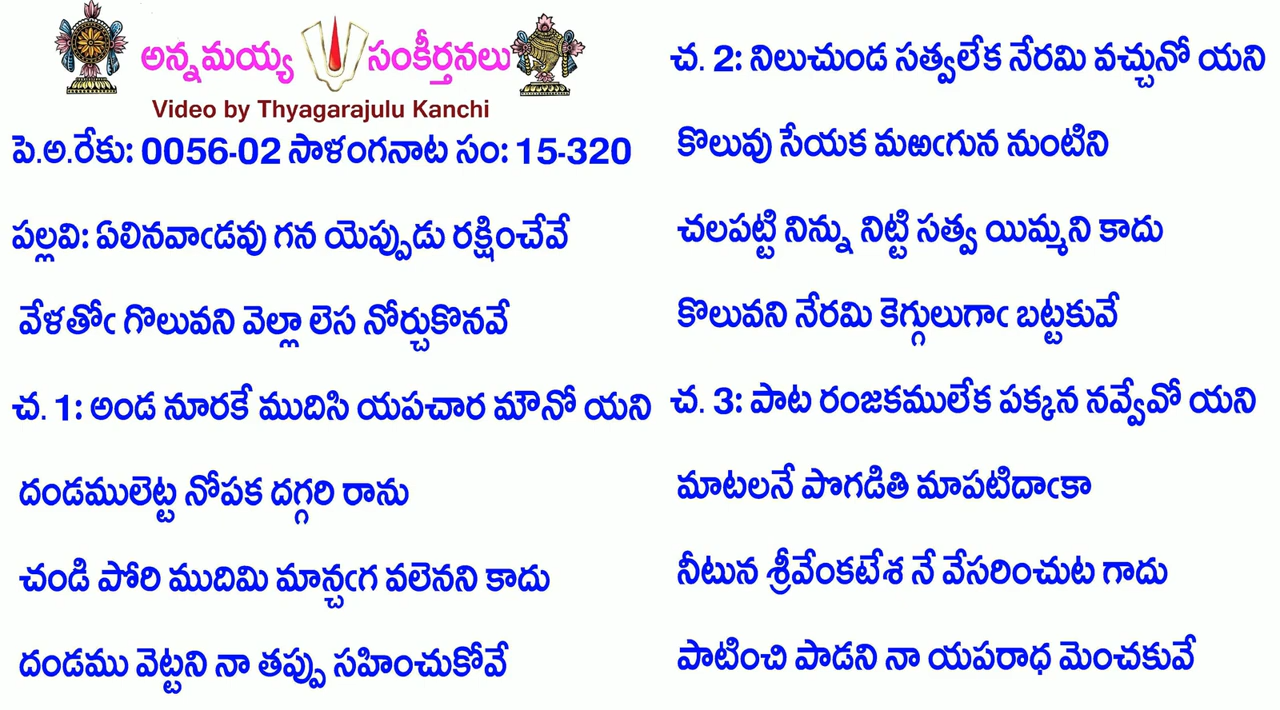 అన్నమయ్య సంకీర్తనలు
Video by Thyagarajulu Kanchi
పె.అ.రేకు: 0056-02 సాళంగనాట సం: 15-320
పల్లవి: ఏలినవాఁడవు గన యెప్పుడు రక్షించేవే
వేళతోఁ గొలువని వెల్లా లెస నోర్చుకొనవే
చ. 1: అండ నూరకే ముదిసి యపచార మౌనో యని
దండములెట్ట నోపక దగ్గరి రాను
చండి పోరి ముదిమి మాన్చఁగ వలెనని కాదు
దండము వెట్టని నా తప్పు సహించుకోవే
చ. 2: నిలుచుండ సత్వలేక నేరమి వచ్చునో యని
కొలువు సేయక మఱఁగున నుంటిని
చలపట్టి నిన్ను నిట్టి సత్వ యిమ్మని కాదు
కొలువని నేరమి కెగ్గులుగాఁ బట్టకువే
చ. 3: పాట రంజకములేక పక్కన నవ్వేవో యని
మాటలనే పొగడితి మాపటిదాఁకా
నీటున శ్రీవేంకటేశ నే వేసరించుట గాదు
పాటించి పాడని నా యపరాధ మెంచకువే